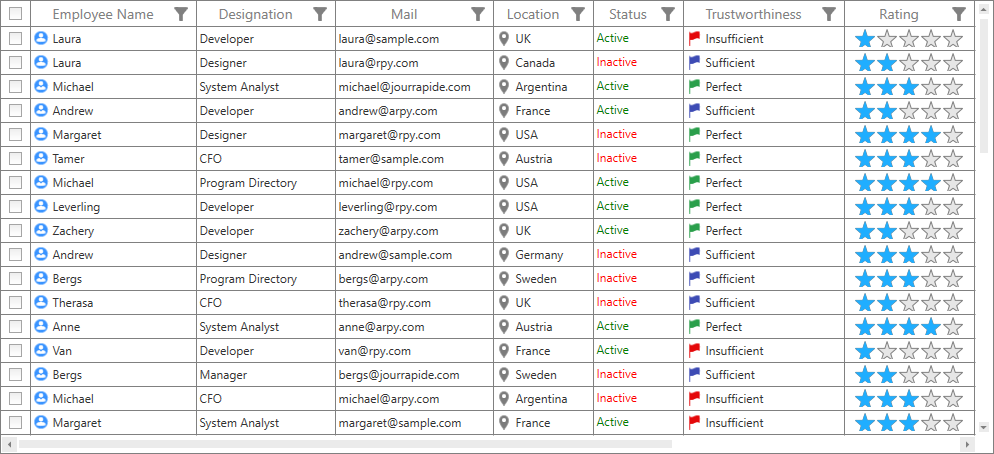 Employee Name Designation Mail Location Status Trustworthiness Rating
Laura Developer laura@sample.com UK Active Insufficient
Laura Designer laura@rpy.com Canada Inactive Sufficient
Michael System Analyst michael@jourrapide.com Argentina Active Perfect
Andrew Developer andrew@arpy.com France Active Sufficient
Margaret Designer margaret@rpy.com USA Inactive Perfect
Tamer CFO tamer@sample.com Austria Inactive Perfect
Michael Program Directory michael@rpy.com USA Active Perfect
Leverling Developer leverling@rpy.com USA Active Perfect
Zachery Developer zachery@arpy.com UK Active Perfect
Andrew Designer andrew@sample.com Germany Inactive Sufficient
Bergs Program Directory bergs@arpy.com Sweden Inactive Sufficient
Therasa CFO therasa@rpy.com UK Inactive Sufficient
Anne System Analyst anne@arpy.com Austria Active Perfect
Van Developer van@rpy.com France Active Insufficient
Bergs Manager bergs@jourrapide.com Sweden Inactive Sufficient
Michael CFO michael@arpy.com Argentina Inactive Insufficient
Margaret System Analyst margaret@sample.com France Active Insufficient